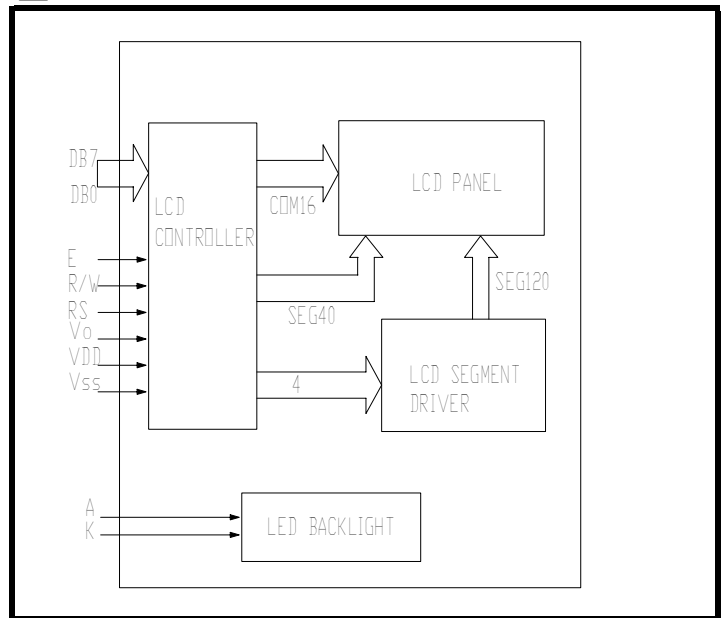 DB7
DB0
LCD
CONTROLLER
COM16
LCD PANEL
E
R/W
RS
Vo
VDD
Vss
SEG40
SEG120
4
LCD SEGMENT
DRIVER
A
K
LED BACKLIGHT